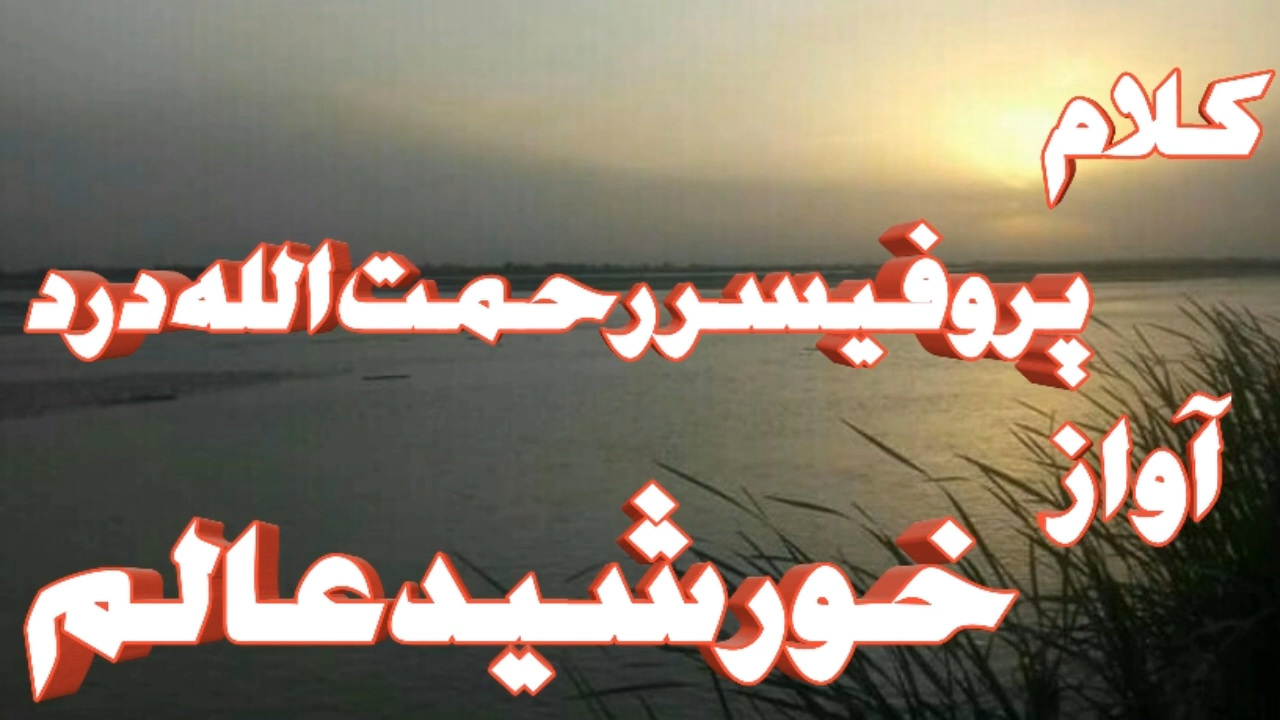 کلام
پروفیسر رحمت اللہ درد
آواز
خورشید عالم